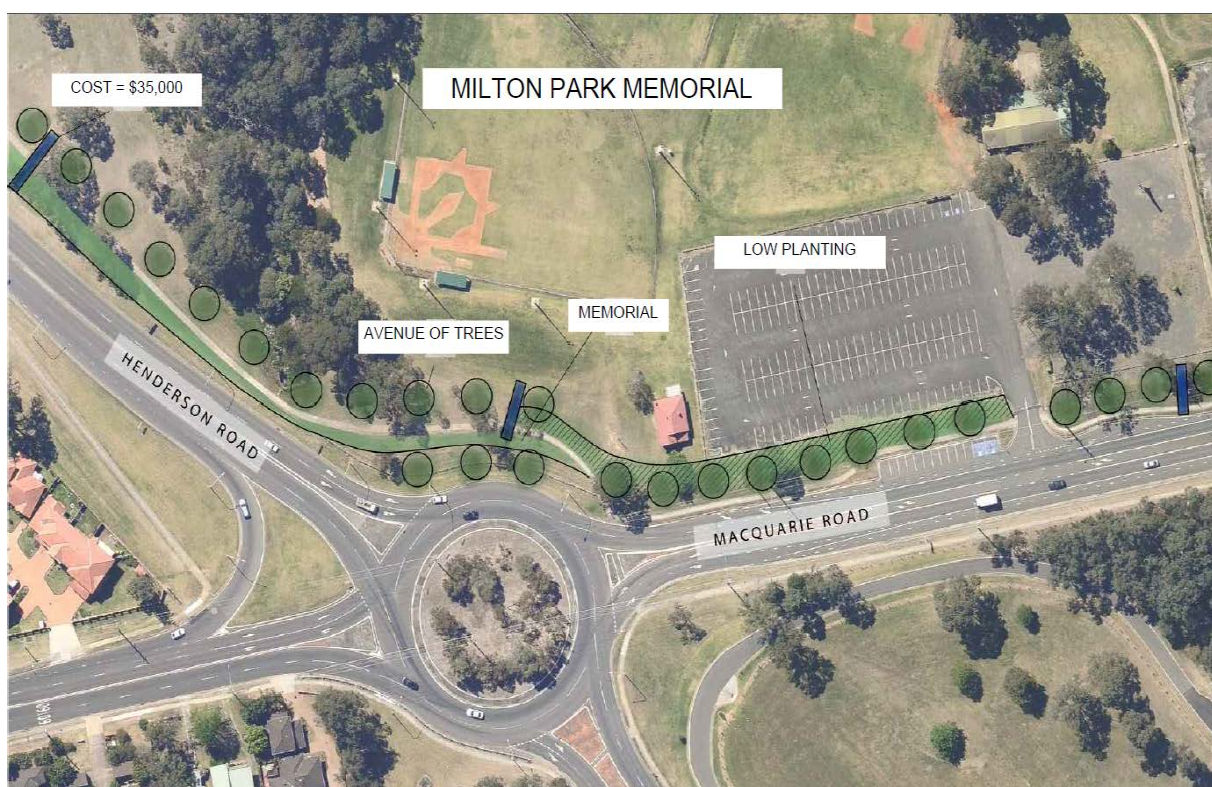 COST = $35,000
MILTON PARK MEMORIAL
LOW PLANTING
MEMORIAL
AVENUE OF TREES
HENDERSON ROAD
MACQUARIE ROAD